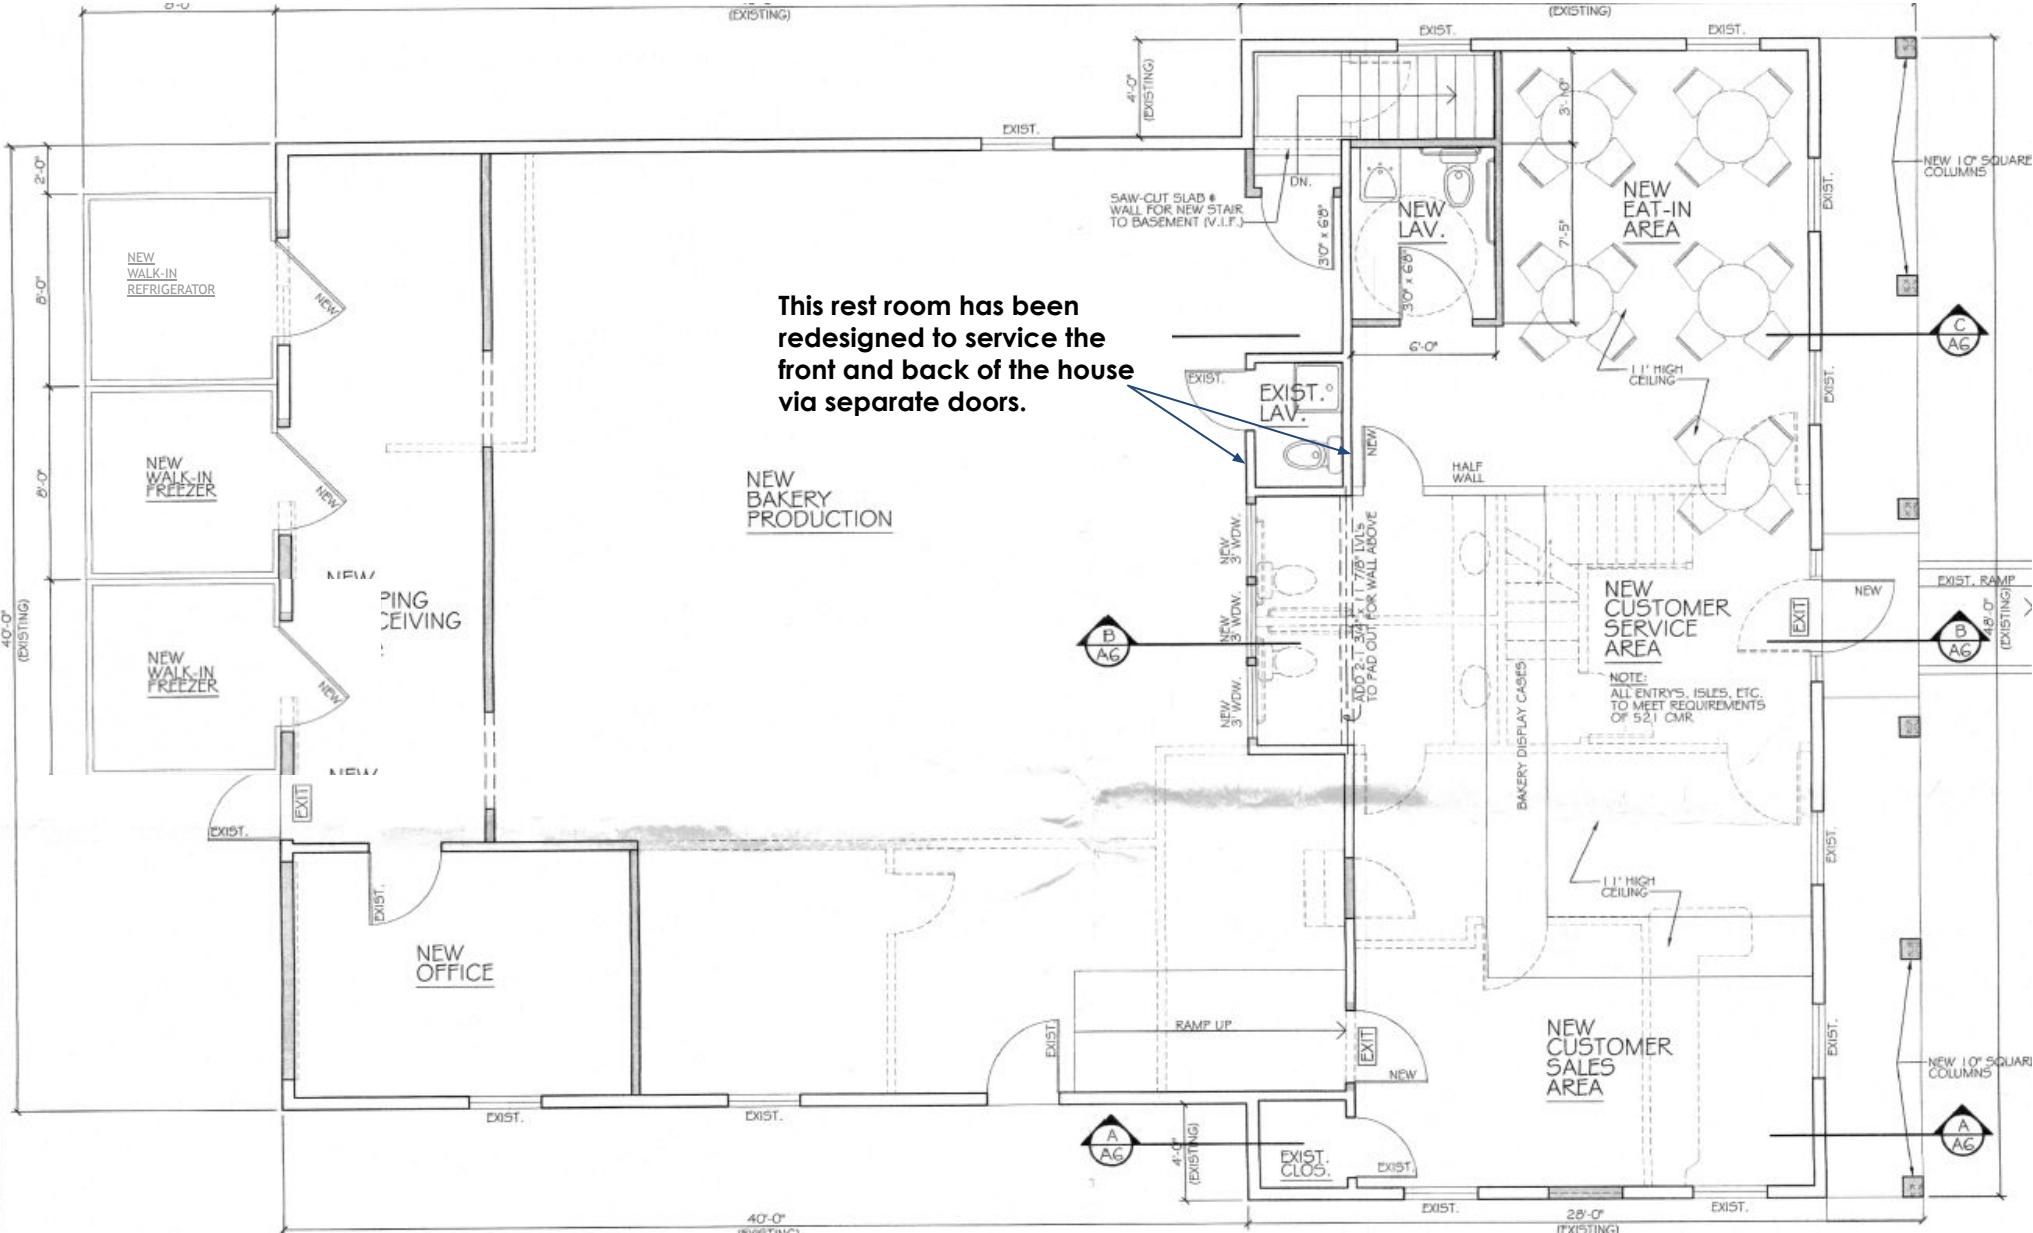 8'-0"
(EXISTING)
(EXISTING)
EXIST.
EXIST.
4'-0"
(EXISTING)
EXIST.
2'-0"
3'-10"
NEW 10" SQUARE
COLUMNS
DN.
SAW-CUT SLAB &
WALL FOR NEW STAIR
TO BASEMENT (V.I.F.)
3'0" x 6'8"
NEW
LAV.
3'0" x 6'8"
7'-5"
NEW
EAT-IN
AREA
EXIST.
NEW
WALK-IN
REFRIGERATOR
NEW
8'-0"
This rest room has been
redesigned to service the
front and back of the house
via separate doors.
6'-0"
C
A6
EXIST.
EXIST.
LAV.
11' HIGH
CEILING
EXIST.
NEW
HALF
WALL
8'-0"
NEW
WALK-IN
FREEZER
NEW
NEW
BAKERY
PRODUCTION
NEW
3' WDW.
NEW
3' WDW.
NEW
3' WDW.
ADD 2, 1 3/4" x 11 7/8" LVL's
TO PAD OUT FOR WALL ABOVE
NEW
PING
CEIVING
40'-0"
(EXISTING)
NEW
WALK-IN
FREEZER
NEW
B
A6
NEW
CUSTOMER
SERVICE
AREA
NOTE:
ALL ENTRYS, ISLES, ETC.
TO MEET REQUIREMENTS
OF 521 CMR
EXIT
NEW
EXIST. RAMP
B
A6
48'-0"
(EXISTING)
BAKERY DISPLAY CASES
NEW
EXIT
EXIST.
EXIST.
EXIST.
11' HIGH
CEILING
NEW
OFFICE
RAMP UP
EXIST.
EXIT
NEW
NEW
CUSTOMER
SALES
AREA
EXIST.
NEW 10" SQUARE
COLUMNS
EXIST.
EXIST.
A
A6
4'-0"
(EXISTING)
EXIST.
CLOS.
EXIST.
A
A6
EXIST.
EXIST.
40'-0"
(EXISTING)
28'-0"
(EXISTING)